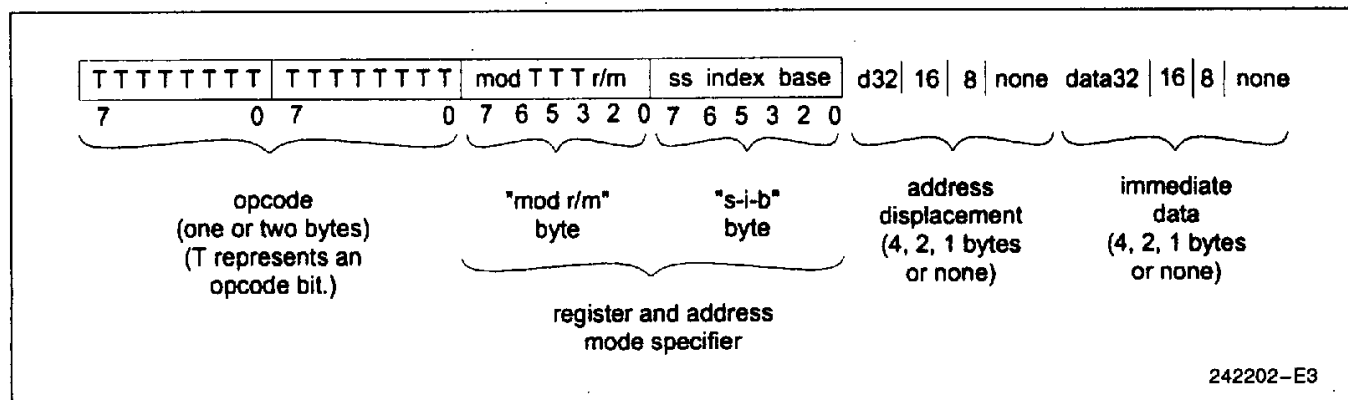 T T T T T T T T T T T T T T T T mod T T T r/m ss index base d32 16 8 none data32 16 8 none
7 0 7 0 7 6 5 3 2 0 7 6 5 3 2 0
opcode
(one or two bytes)
(T represents an
opcode bit.)
"mod r/m"
byte
"s-i-b"
byte
register and address
mode specifier
address
displacement
(4, 2, 1 bytes
or none)
immediate
data
(4, 2, 1 bytes
or none)
242202-E3